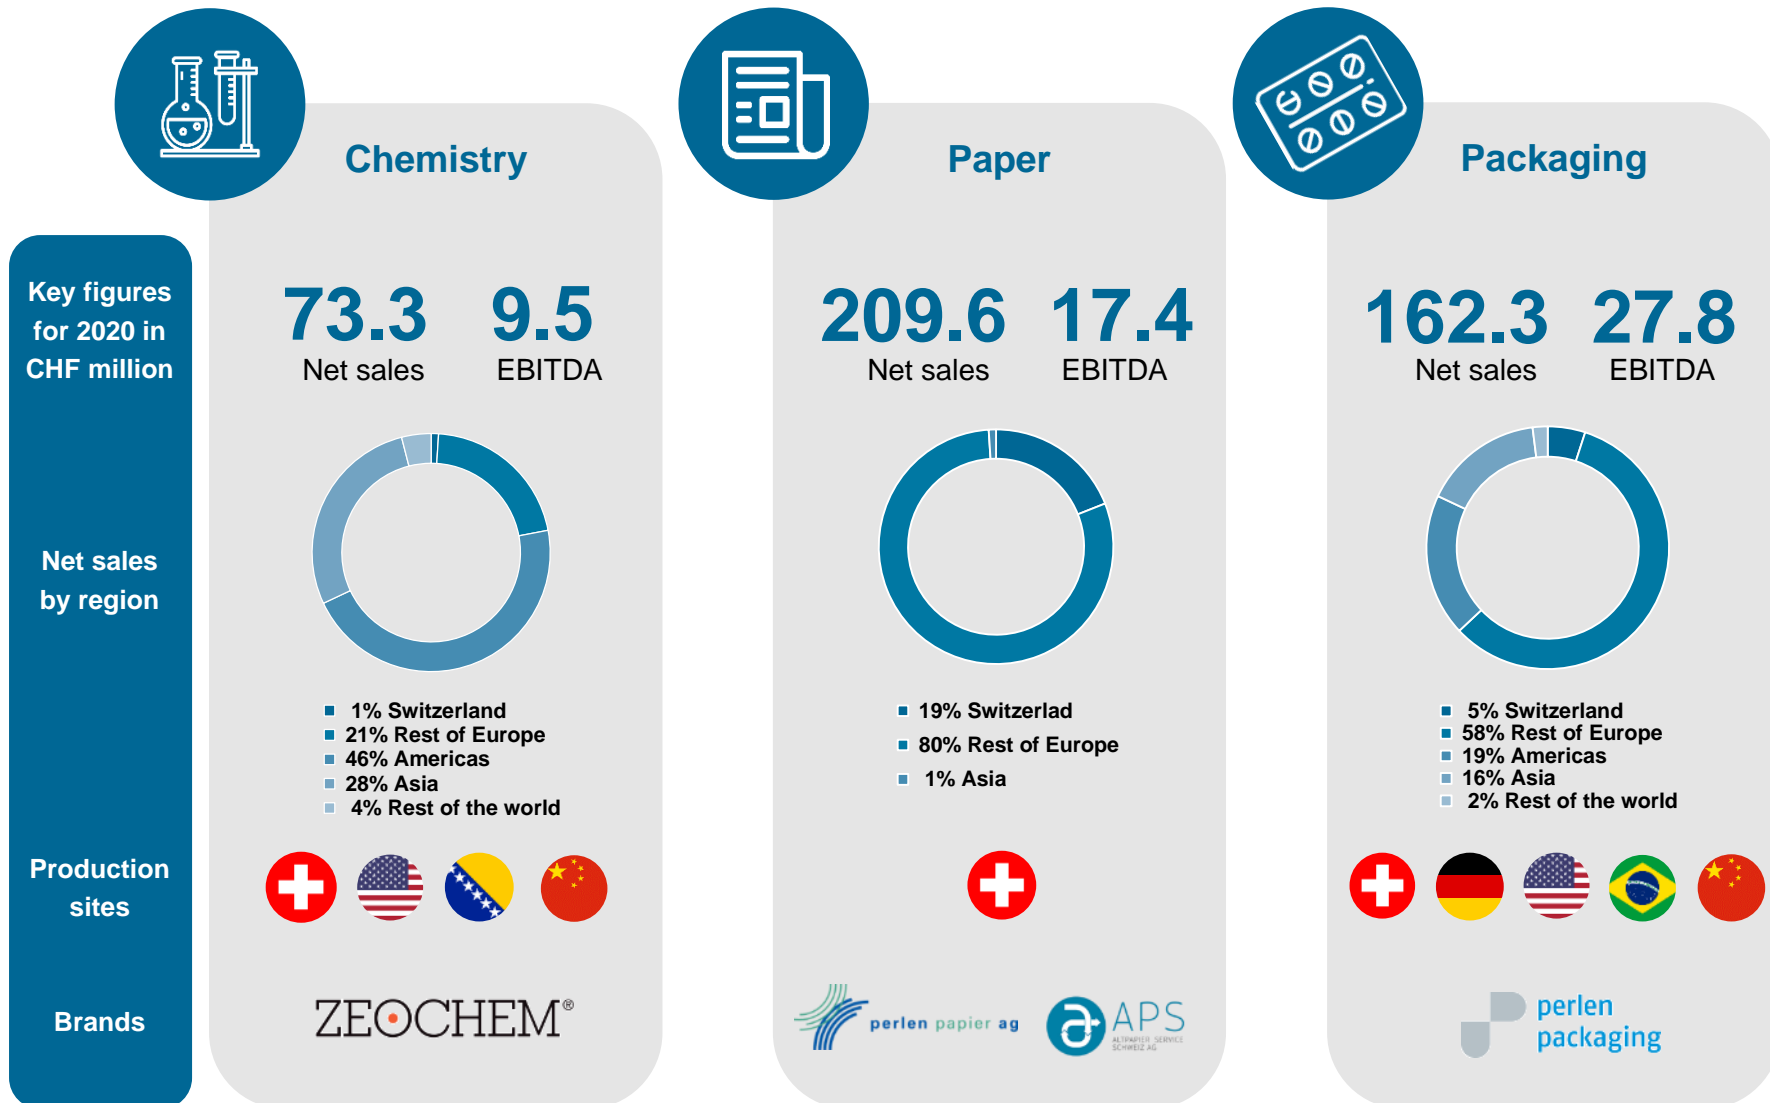 Chemistry
Paper
Packaging
Key figures
for 2020 in
CHF million
73.3 9.5
Net sales EBITDA
209.6 17.4
Net sales EBITDA
162.3 27.8
Net sales EBITDA
Net sales
by region
1% Switzerland
21% Rest of Europe
46% Americas
28% Asia
4% Rest of the world
19% Switzerlad
80% Rest of Europe
1% Asia
5% Switzerland
58% Rest of Europe
19% Americas
16% Asia
2% Rest of the world
Production
sites
Brands
ZEOCHEM®
perlen papier ag
APS
ALTPAPIER SERVICE
SCHWEIZ AG
perlen
packaging